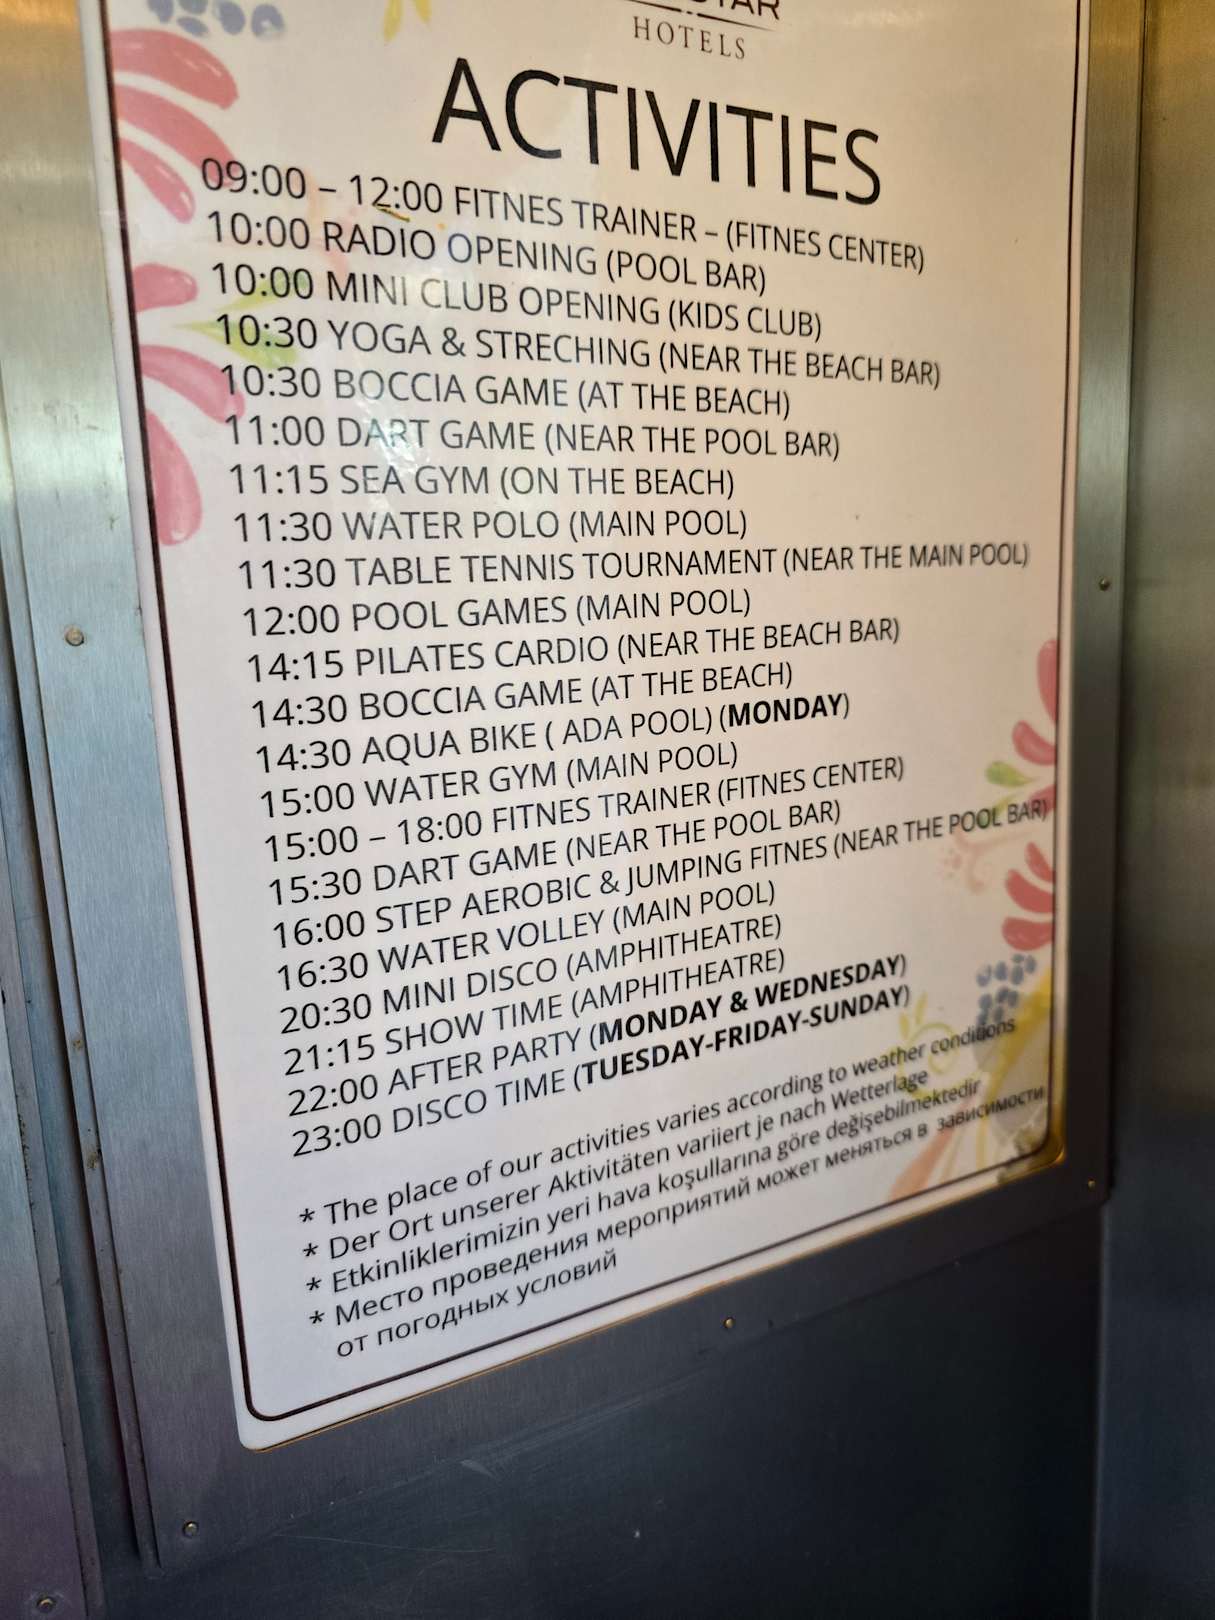 HOTELS
ACTIVITIES
09:00 – 12:00 FITNES TRAINER – (FITNES CENTER)
10:00 RADIO OPENING (POOL BAR)
10:00 MINI CLUB OPENING (KIDS CLUB)
10:30 YOGA & STRECHING (NEAR THE BEACH BAR)
10:30 BOCCIA GAME (AT THE BEACH)
11:00 DART GAME (NEAR THE POOL BAR)
11:15 SEA GYM (ON THE BEACH)
11:30 WATER POLO (MAIN POOL)
11:30 TABLE TENNIS TOURNAMENT (NEAR THE MAIN POOL)
12:00 POOL GAMES (MAIN POOL)
14:15 PILATES CARDIO (NEAR THE BEACH BAR)
14:30 BOCCIA GAME (AT THE BEACH)
14:30 AQUA BIKE ( ADA POOL) (MONDAY)
15:00 WATER GYM (MAIN POOL)
15:00 – 18:00 FITNES TRAINER (FITNES CENTER)
15:30 DART GAME (NEAR THE POOL BAR)
16:00 STEP AEROBIC & JUMPING FITNES (NEAR THE POOL BAR)
16:30 WATER VOLLEY (MAIN POOL)
20:30 MINI DISCO (AMPHITHEATRE)
21:15 SHOW TIME (AMPHITHEATRE)
22:00 AFTER PARTY (MONDAY & WEDNESDAY)
23:00 DISCO TIME (TUESDAY-FRIDAY-SUNDAY)
* The place of our activities varies according to weather conditions
* Der Ort unserer Aktivitäten variiert je nach Wetterlage
* Etkinliklerimizin yeri hava koşullarına göre değişebilmektedir
* Место проведения мероприятий может меняться в зависимости
от погодных условий